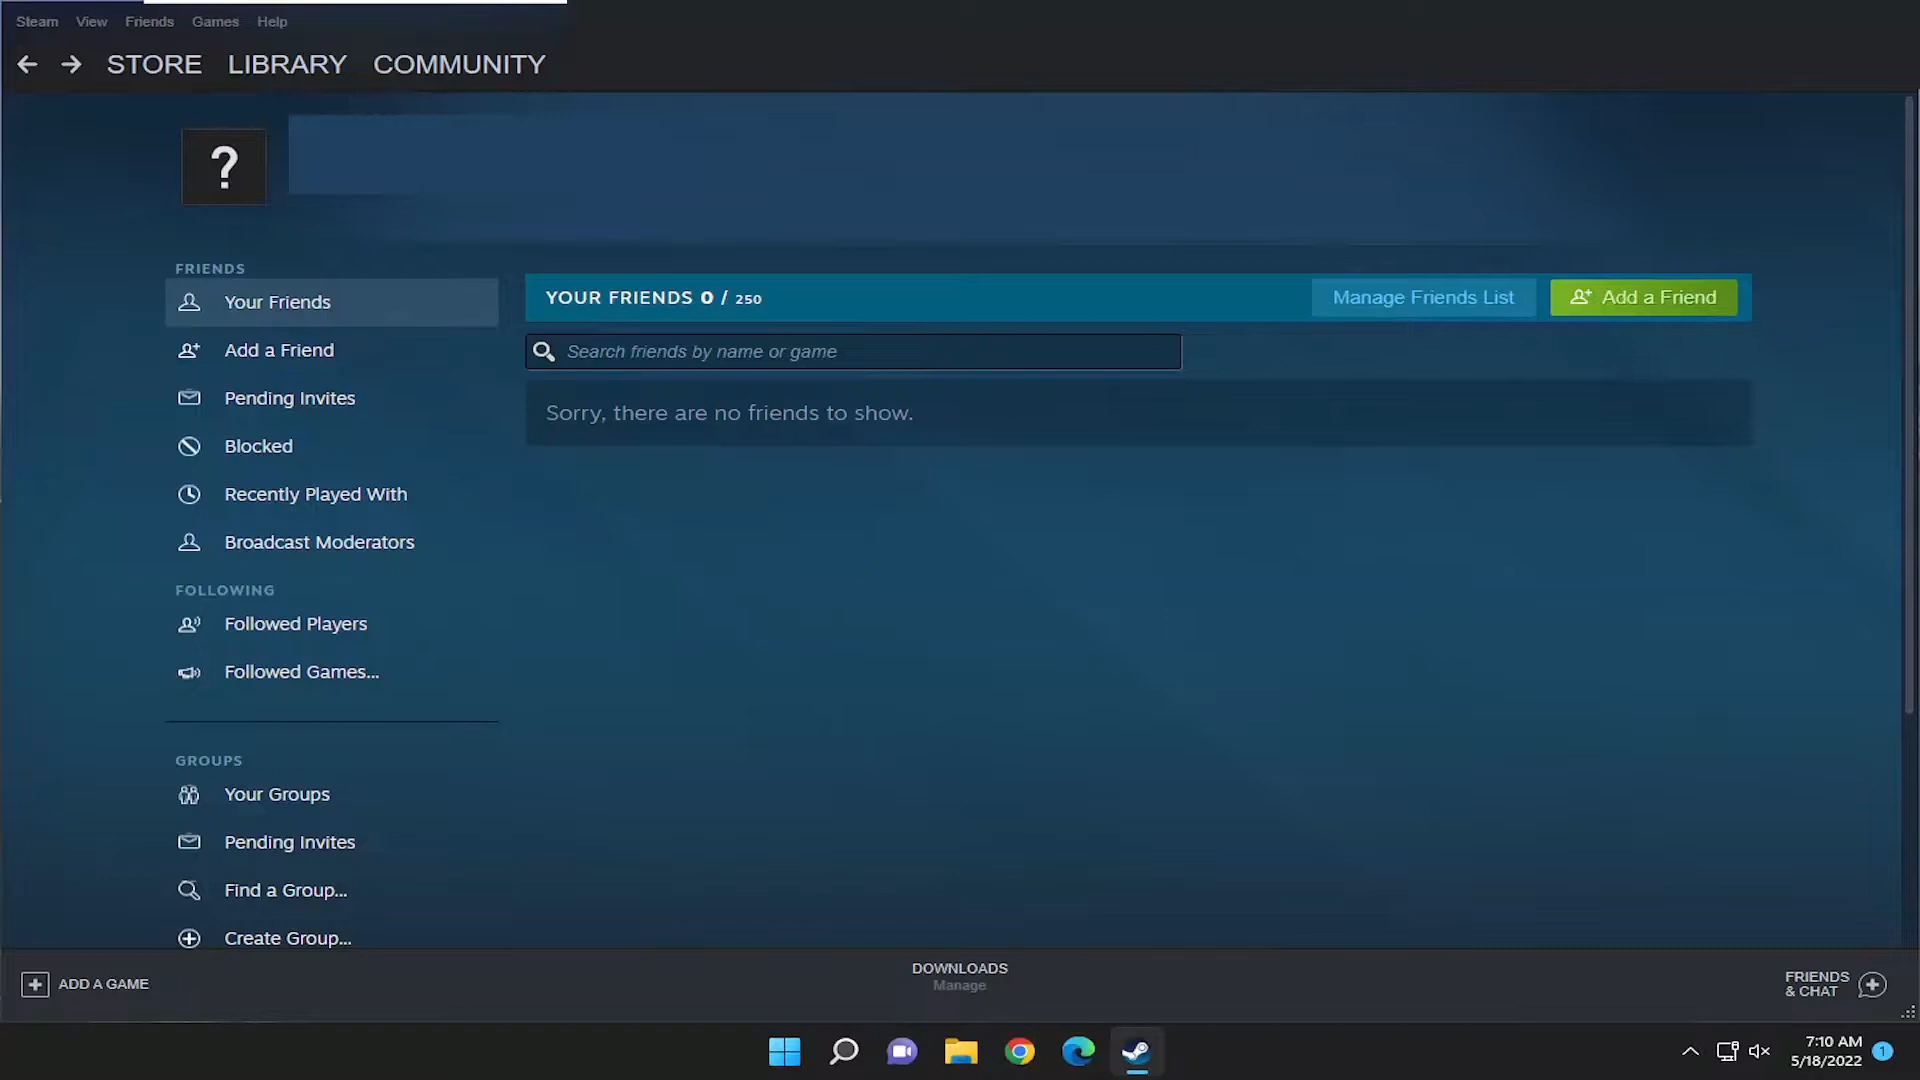 Steam View Friends Games Help
STORE LIBRARY COMMUNITY
?
FRIENDS
Your Friends
Add a Friend
Pending Invites
Blocked
Recently Played With
Broadcast Moderators
FOLLOWING
Followed Players
Followed Games...
GROUPS
Your Groups
Pending Invites
Find a Group...
Create Group...
YOUR FRIENDS 0 / 250
Manage Friends List
Add a Friend
Search friends by name or game
Sorry, there are no friends to show.
ADD A GAME
DOWNLOADS
Manage
FRIENDS
& CHAT
7:10 AM
5/18/2022
1